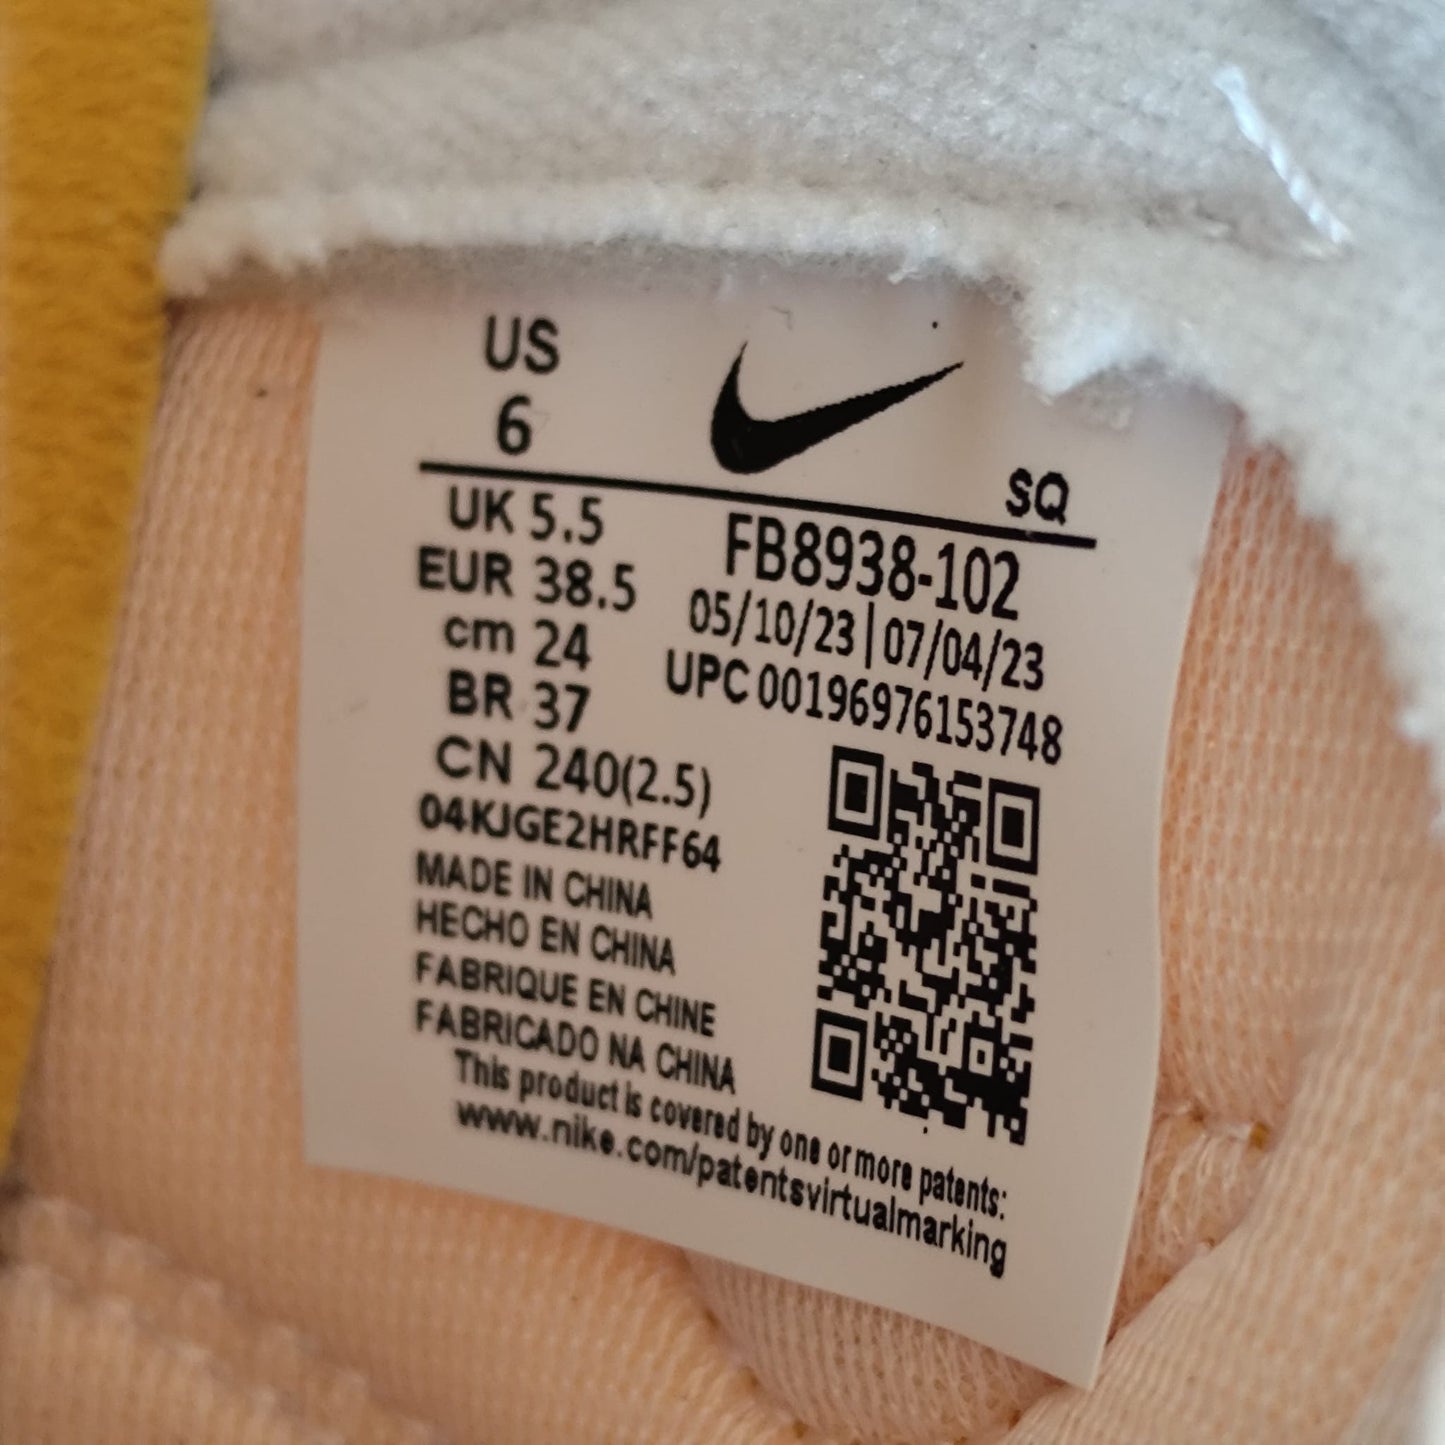 US
6
SQ
UK 5.5
EUR 38.5
cm 24
BR 37
CN 240(2.5)
04KJGE2HRFF64
FB8938-102
05/10/23 | 07/04/23
UPC 00196976153748
MADE IN CHINA
HECHO EN CHINA
FABRIQUE EN CHINE
FABRICADO NA CHINA
This product is covered by one or more patents:
www.nike.com/patentsvirtualmarking